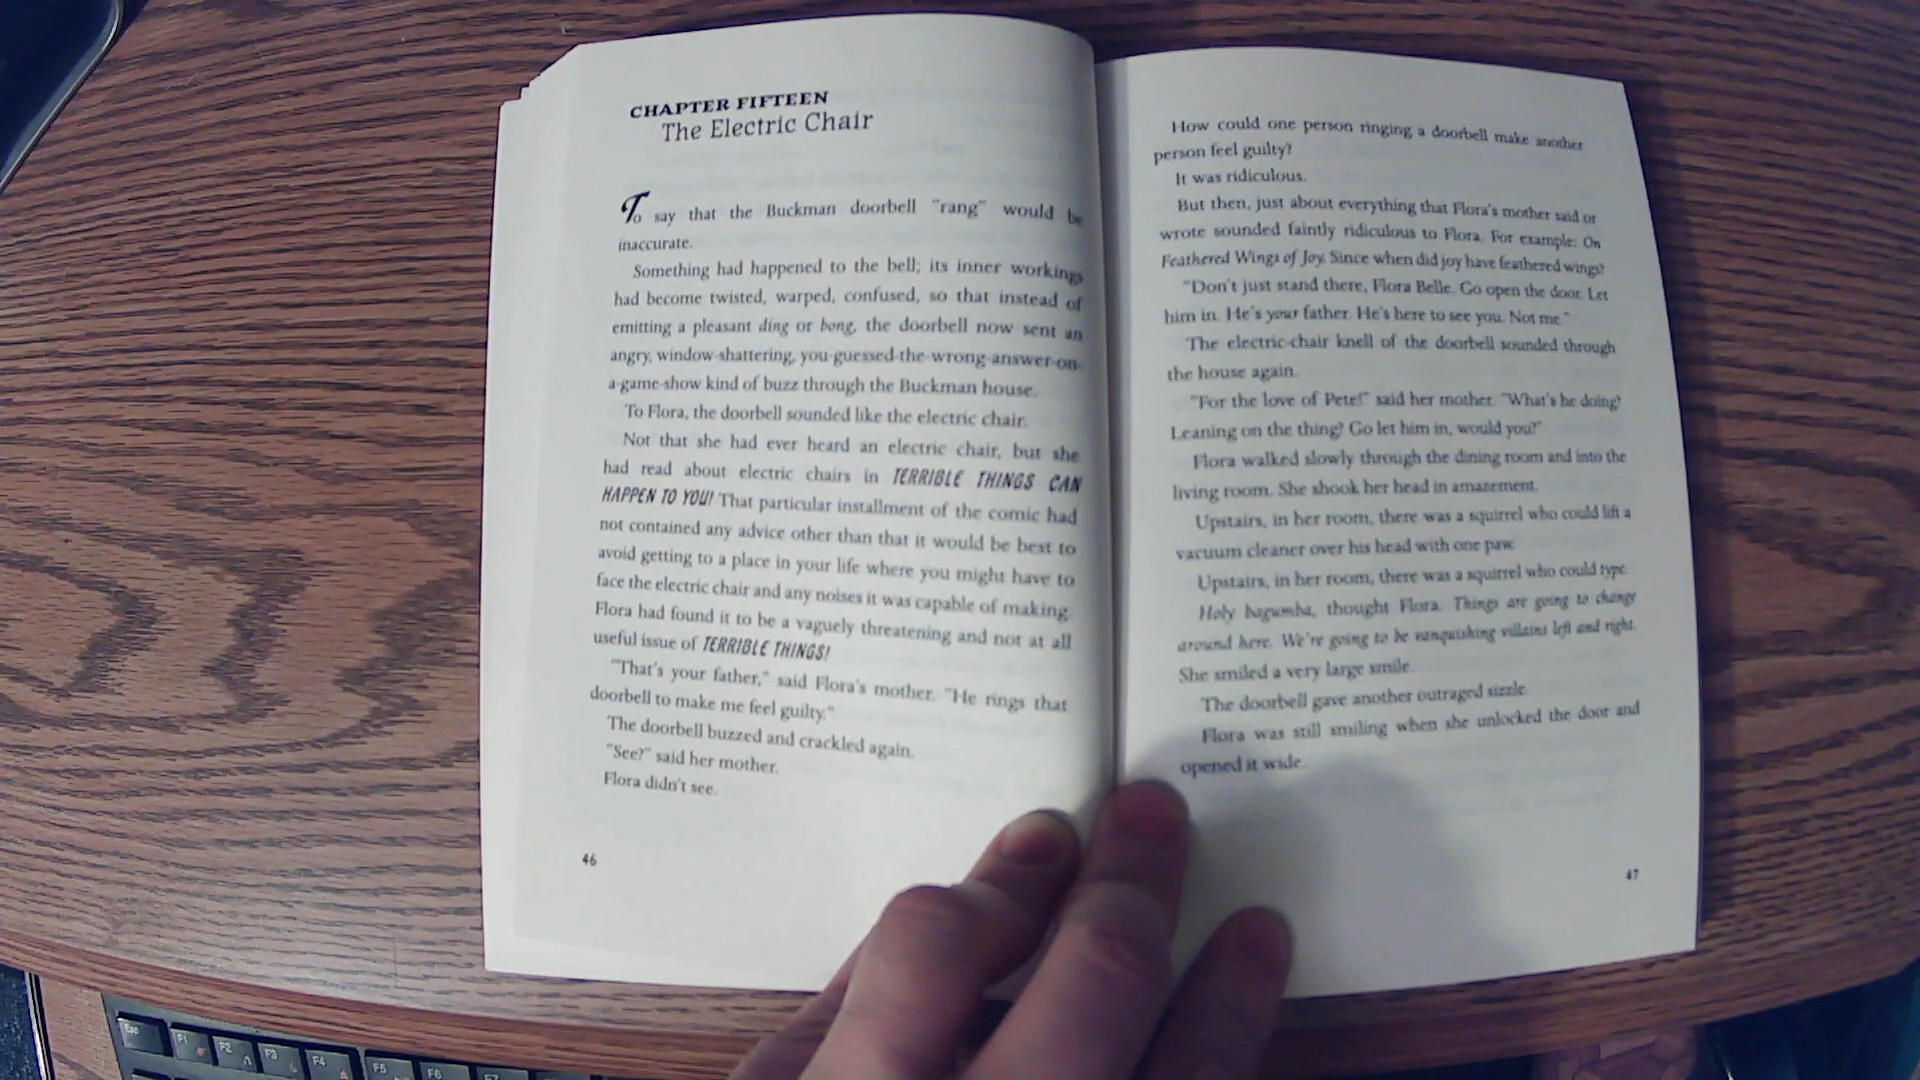 CHAPTER FIFTEEN
The Electric Chair
To say that the Buckman doorbell "rang" would be
inaccurate.
Something had happened to the bell; its inner workings
had become twisted, warped, confused, so that instead of
emitting a pleasant ding or bong, the doorbell now sent an
angry, window-shattering, you-guessed-the-wrong-answer-on-
a-game-show kind of buzz through the Buckman house.
To Flora, the doorbell sounded like the electric chair.
Not that she had ever heard an electric chair, but she
had read about electric chairs in TERRIBLE THINGS CAN
HAPPEN TO YOU! That particular installment of the comic had
not contained any advice other than that it would be best to
avoid getting to a place in your life where you might have to
face the electric chair and any noises it was capable of making.
Flora had found it to be a vaguely threatening and not at all
useful issue of TERRIBLE THINGS!
"That's your father," said Flora's mother. "He rings that
doorbell to make me feel guilty."
The doorbell buzzed and crackled again.
"See?" said her mother.
Flora didn't see.
46
How could one person ringing a doorbell make another
person feel guilty?
It was ridiculous.
But then, just about everything that Flora's mother said or
wrote sounded faintly ridiculous to Flora. For example: On
Feathered Wings of Joy. Since when did joy have feathered wings?
"Don't just stand there, Flora Belle. Go open the door. Let
him in. He's your father. He's here to see you. Not me."
The electric-chair knell of the doorbell sounded through
the house again.
"For the love of Pete!" said her mother. "What's he doing?
Leaning on the thing? Go let him in, would you?"
Flora walked slowly through the dining room and into the
living room. She shook her head in amazement.
Upstairs, in her room, there was a squirrel who could lift a
vacuum cleaner over his head with one paw.
Upstairs, in her room, there was a squirrel who could type.
Holy bagumba, thought Flora. Things are going to change
around here. We're going to be vanquishing villains left and right.
She smiled a very large smile.
The doorbell gave another outraged sizzle.
Flora was still smiling when she unlocked the door and
opened it wide.
47
Esc
F1
F2
F3
F4
F5
F6
F7